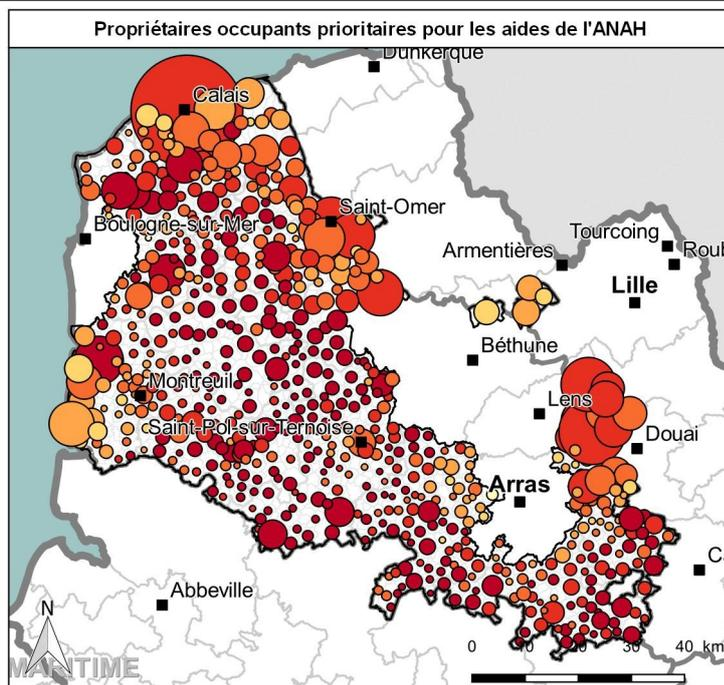 Propriétaires occupants prioritaires pour les aides de l'ANAH
Dunkerque
Calais
Saint-Omer
Boulogne-sur-Mer
Tourcoing
Roub
Armentières
Lille
Béthune
Montreuil
Lens
Saint-Pol-sur-Ternoise
Douai
Arras
C
Abbeville
N
0 10 20 30 40 km
MARITIME